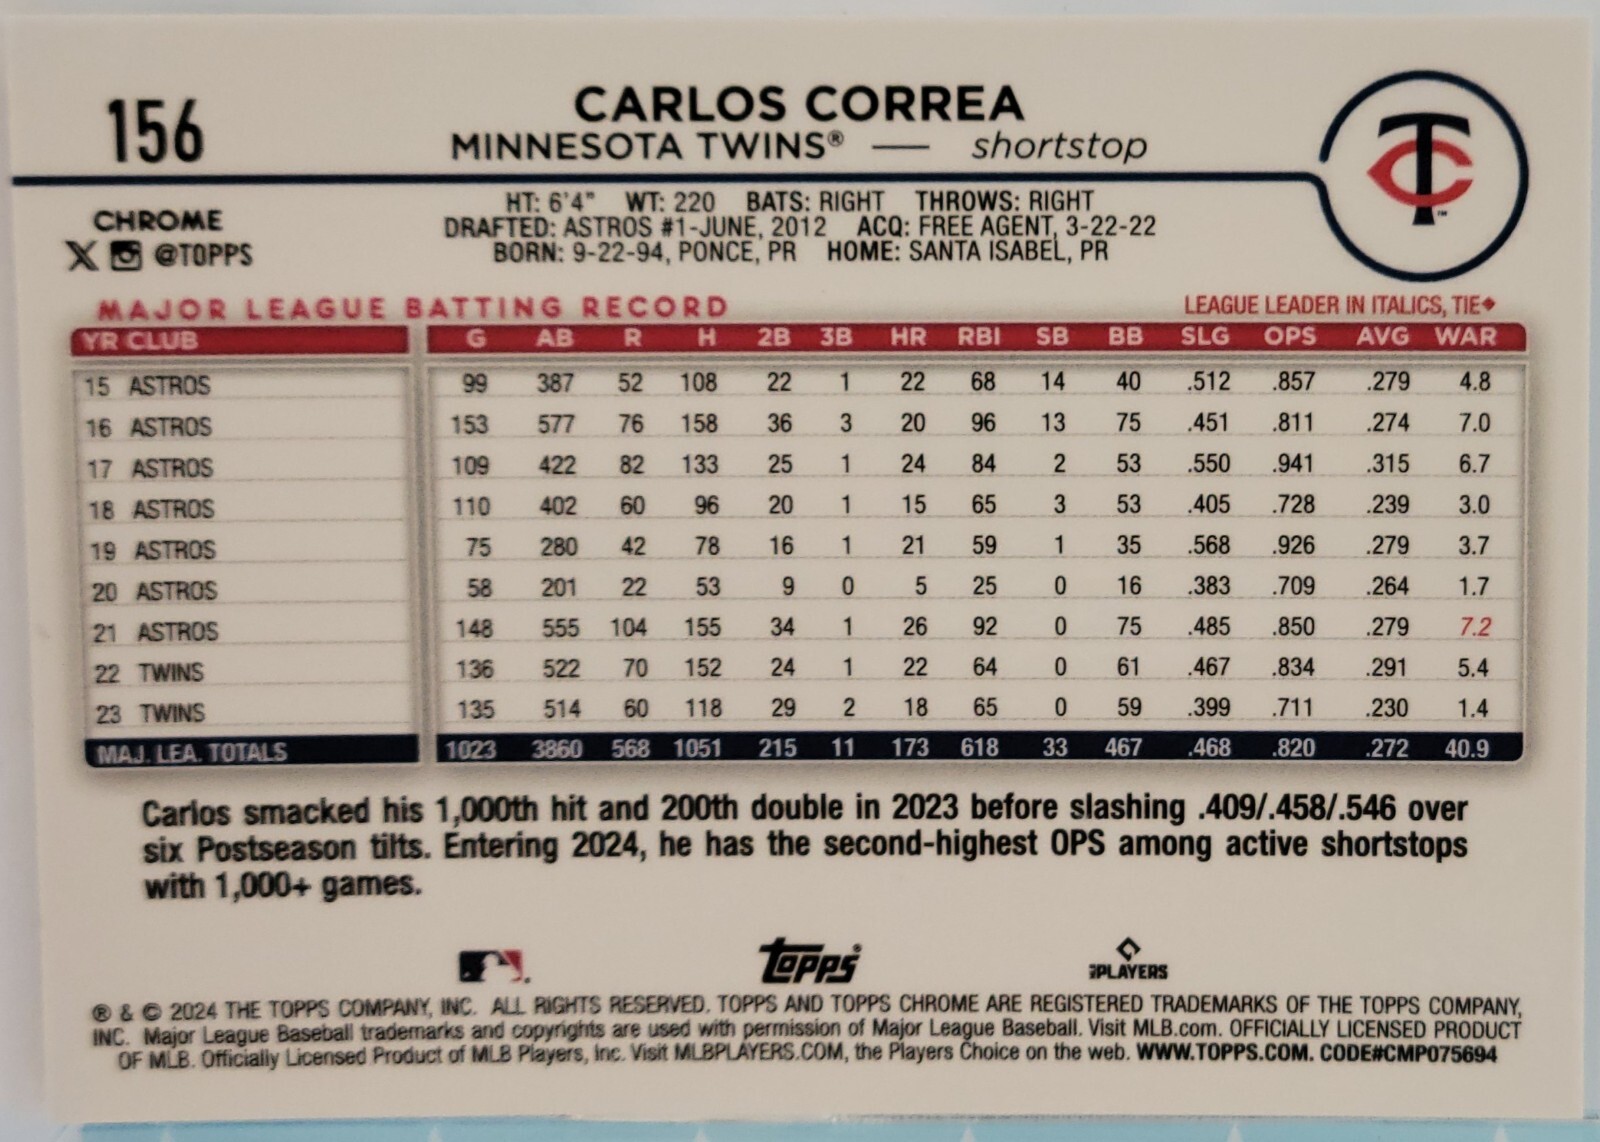 156
CARLOS CORREA
MINNESOTA TWINS® — shortstop
TC™
HT: 6'4" WT: 220 BATS: RIGHT THROWS: RIGHT
DRAFTED: ASTROS #1-JUNE, 2012 ACQ: FREE AGENT, 3-22-22
BORN: 9-22-94, PONCE, PR HOME: SANTA ISABEL, PR
CHROME
X @TOPPS
MAJOR LEAGUE BATTING RECORD LEAGUE LEADER IN ITALICS, TIE◆
YR CLUB G AB R H 2B 3B HR RBI SB BB SLG OPS AVG WAR
15 ASTROS 99 387 52 108 22 1 22 68 14 40 .512 .857 .279 4.8
16 ASTROS 153 577 76 158 36 3 20 96 13 75 .451 .811 .274 7.0
17 ASTROS 109 422 82 133 25 1 24 84 2 53 .550 .941 .315 6.7
18 ASTROS 110 402 60 96 20 1 15 65 3 53 .405 .728 .239 3.0
19 ASTROS 75 280 42 78 16 1 21 59 1 35 .568 .926 .279 3.7
20 ASTROS 58 201 22 53 9 0 5 25 0 16 .383 .709 .264 1.7
21 ASTROS 148 555 104 155 34 1 26 92 0 75 .485 .850 .279 7.2
22 TWINS 136 522 70 152 24 1 22 64 0 61 .467 .834 .291 5.4
23 TWINS 135 514 60 118 29 2 18 65 0 59 .399 .711 .230 1.4
MAJ. LEA. TOTALS 1023 3860 568 1051 215 11 173 618 33 467 .468 .820 .272 40.9
Carlos smacked his 1,000th hit and 200th double in 2023 before slashing .409/.458/.546 over
six Postseason tilts. Entering 2024, he has the second-highest OPS among active shortstops
with 1,000+ games.
Topps® PLAYERS
® & © 2024 THE TOPPS COMPANY, INC. ALL RIGHTS RESERVED. TOPPS AND TOPPS CHROME ARE REGISTERED TRADEMARKS OF THE TOPPS COMPANY,
INC. Major League Baseball trademarks and copyrights are used with permission of Major League Baseball. Visit MLB.com. OFFICIALLY LICENSED PRODUCT
OF MLB. Officially Licensed Product of MLB Players, Inc. Visit MLBPLAYERS.COM, the Players Choice on the web. WWW.TOPPS.COM. CODE#CMP075694